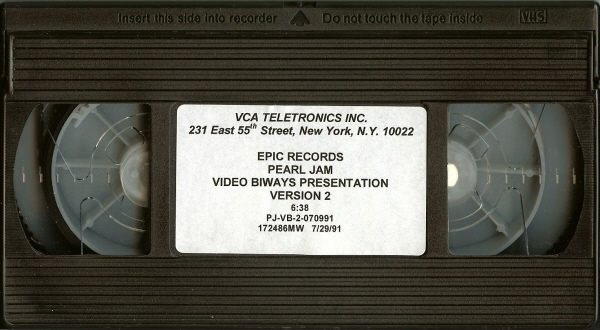 Insert this side into recorder Do not touch the tape inside VHS
VCA TELETRONICS INC.
231 East 55th Street, New York, N.Y. 10022
EPIC RECORDS
PEARL JAM
VIDEO BIWAYS PRESENTATION
VERSION 2
6:38
PJ-VB-2-070991
172486MW 7/29/91